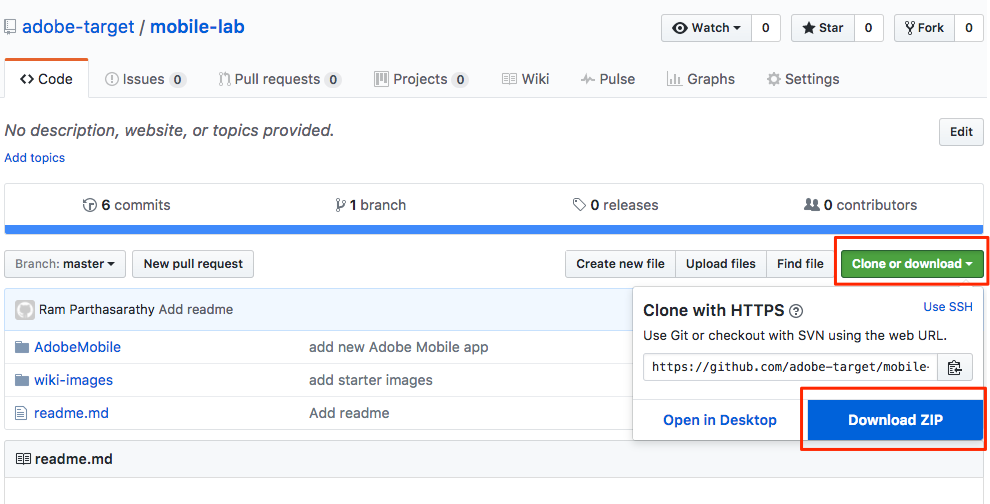 adobe-target / mobile-lab
Watch 0 Star 0 Fork 0
Code Issues 0 Pull requests 0 Projects 0 Wiki Pulse Graphs Settings
No description, website, or topics provided.
Edit
Add topics
6 commits 1 branch 0 releases 0 contributors
Branch: master New pull request Create new file Upload files Find file Clone or download
Ram Parthasarathy Add readme
AdobeMobile add new Adobe Mobile app
wiki-images add starter images
readme.md Add readme
Clone with HTTPS ? Use SSH
Use Git or checkout with SVN using the web URL.
https://github.com/adobe-target/mobile-
Open in Desktop Download ZIP
readme.md